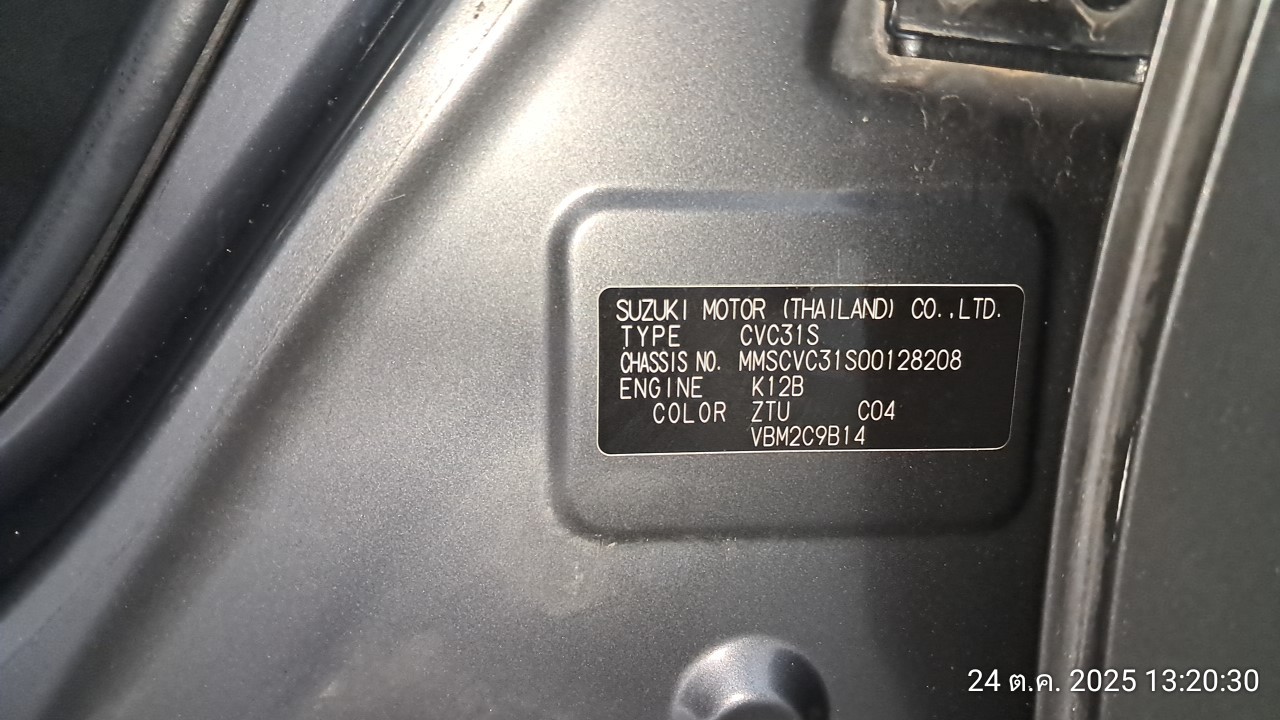 SUZUKI MOTOR (THAILAND) CO.,LTD.
TYPE CVC31S
CHASSIS NO. MMSCVC31S00128208
ENGINE K12B
COLOR ZTU C04
VBM2C9B14
24 ต.ค. 2025 13:20:30